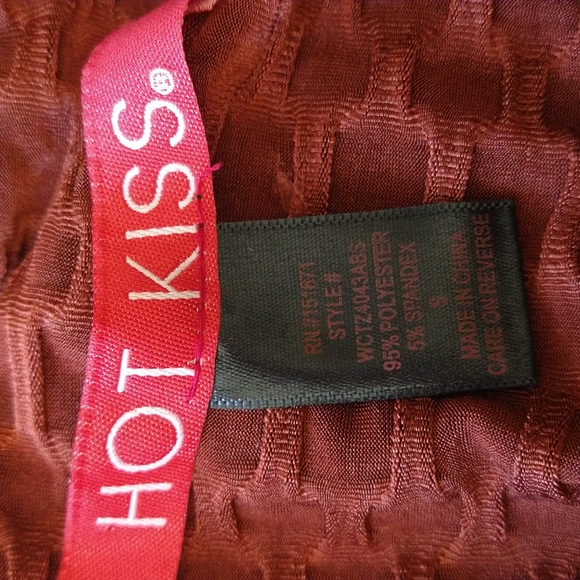 HOT KISS®
RN#151671
STYLE#
WCTZ4043ABS
95% POLYESTER
5% SPANDEX
S
MADE IN CHINA
CARE ON REVERSE